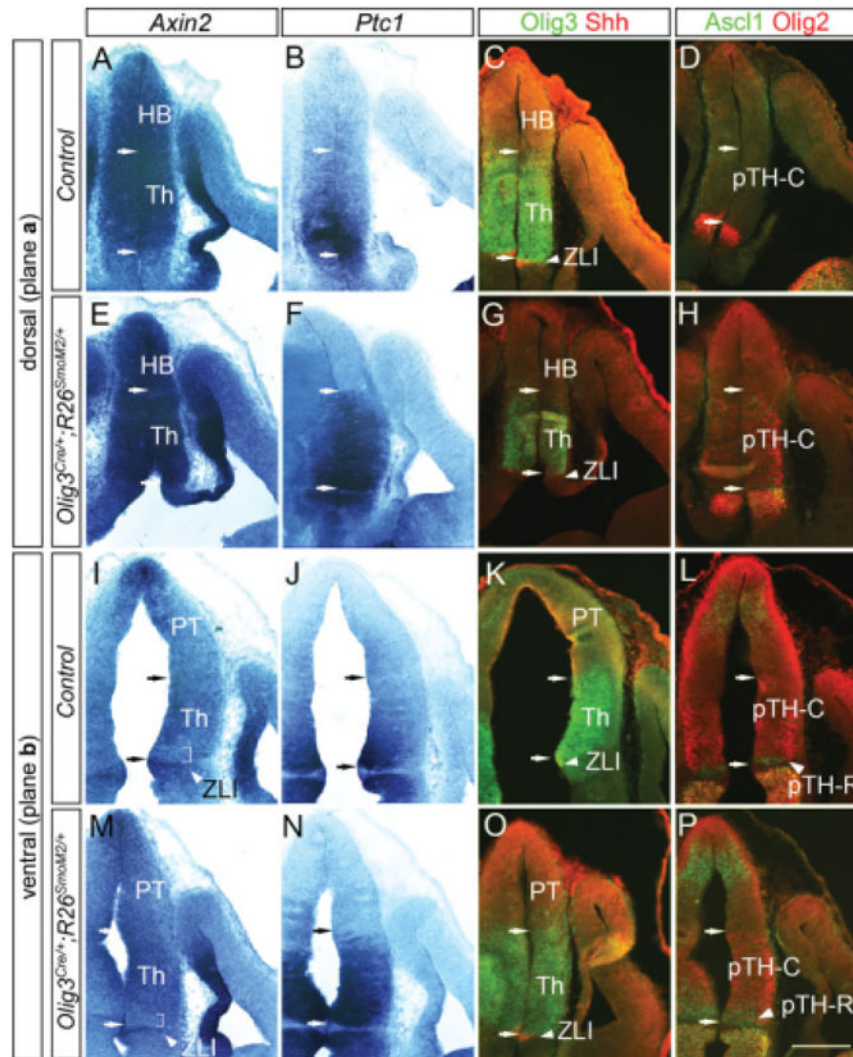 Axin2 Ptc1 Olig3 Shh Ascl1 Olig2
dorsal (plane a)
Control
A HB Th
B
C HB Th ZLI
D pTH-C
Olig3Cre/+;R26SmoM2/+
E HB Th
F
G HB Th ZLI
H pTH-C
ventral (plane b)
Control
I PT Th ZLI
J
K PT Th ZLI
L pTH-C pTH-R
Olig3Cre/+;R26SmoM2/+
M PT Th ZLI
N
O PT Th ZLI
P pTH-C pTH-R